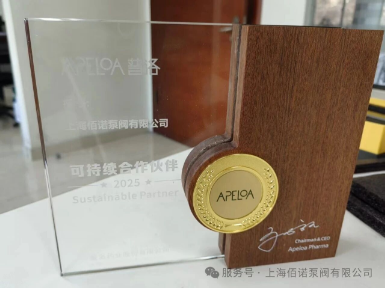 APELOA 普洛
上海佰诺泵阀有限公司
可持续合作伙伴
2025
Sustainable Partner
APELOA
Chairman & CEO
Apeloa Pharma
服务号 · 上海佰诺泵阀有限公司